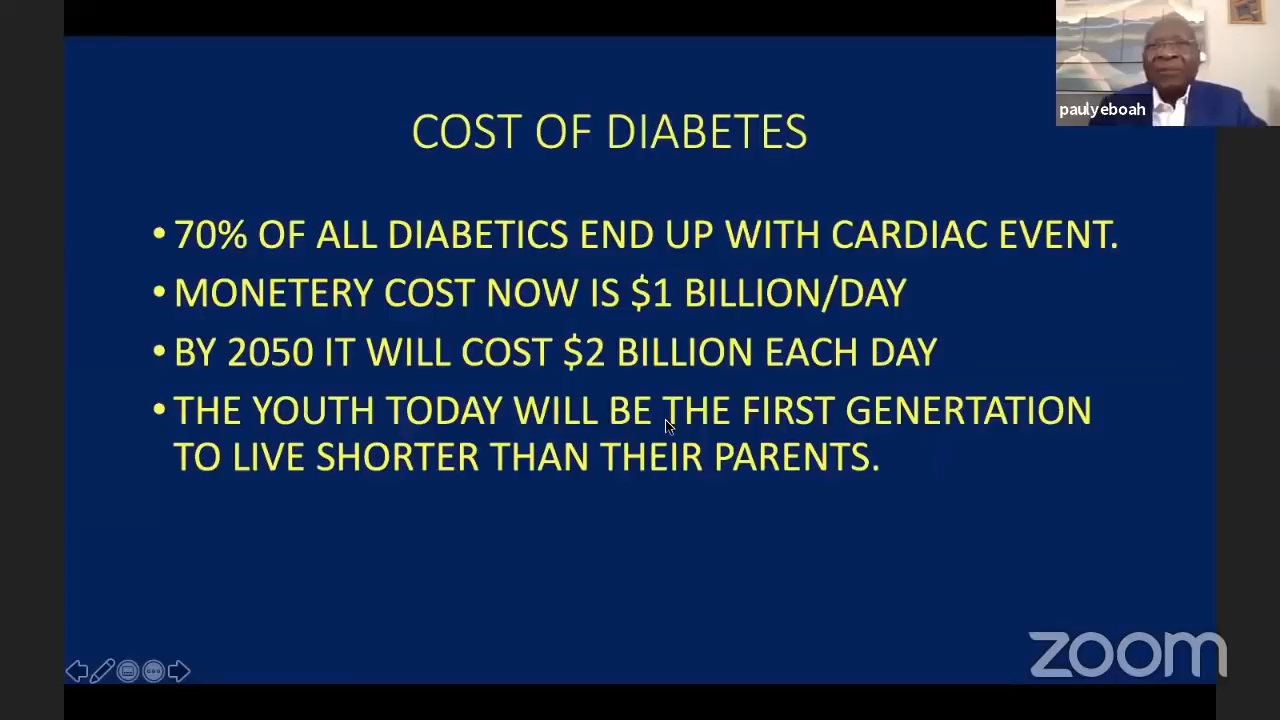 paulyeboah
COST OF DIABETES
• 70% OF ALL DIABETICS END UP WITH CARDIAC EVENT.
• MONETERY COST NOW IS $1 BILLION/DAY
• BY 2050 IT WILL COST $2 BILLION EACH DAY
• THE YOUTH TODAY WILL BE THE FIRST GENERTATION
TO LIVE SHORTER THAN THEIR PARENTS.
zoom